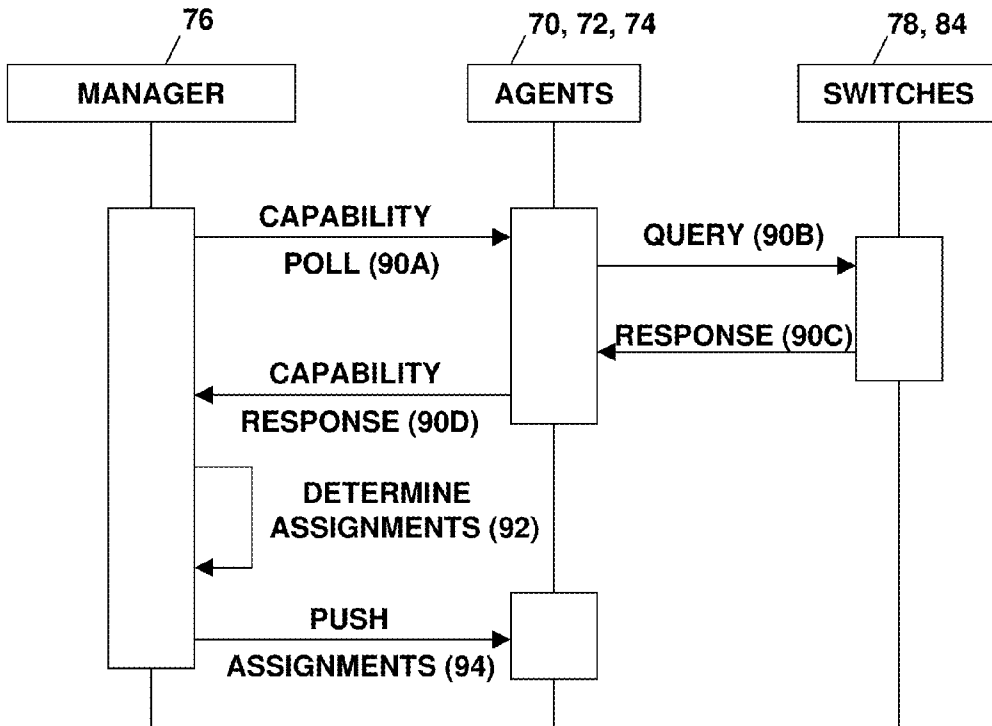 76
70, 72, 74
78, 84
MANAGER
AGENTS
SWITCHES
CAPABILITY
POLL (90A)
QUERY (90B)
RESPONSE (90C)
CAPABILITY
RESPONSE (90D)
DETERMINE
ASSIGNMENTS (92)
PUSH
ASSIGNMENTS (94)